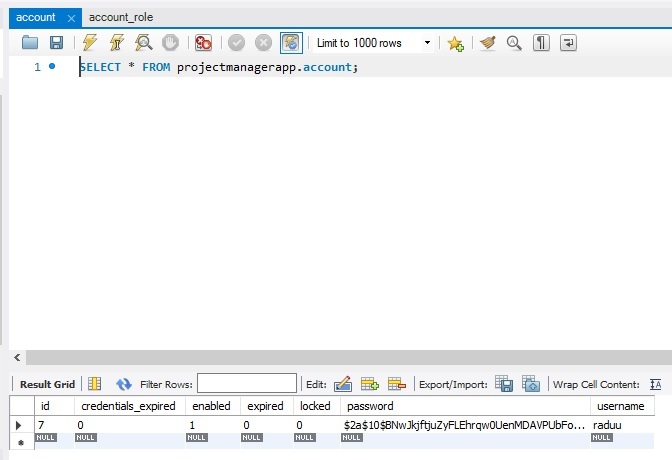 account × account_role
Limit to 1000 rows
1 SELECT * FROM projectmanagerapp.account;
Result Grid Filter Rows: Edit: Export/Import: Wrap Cell Content: IA
id credentials_expired enabled expired locked password username
7 0 1 0 0 $2a$10$BNwJkjftjuZyFLEhrqw0UenMDAVPUbFo... raduu
NULL NULL NULL NULL NULL NULL NULL